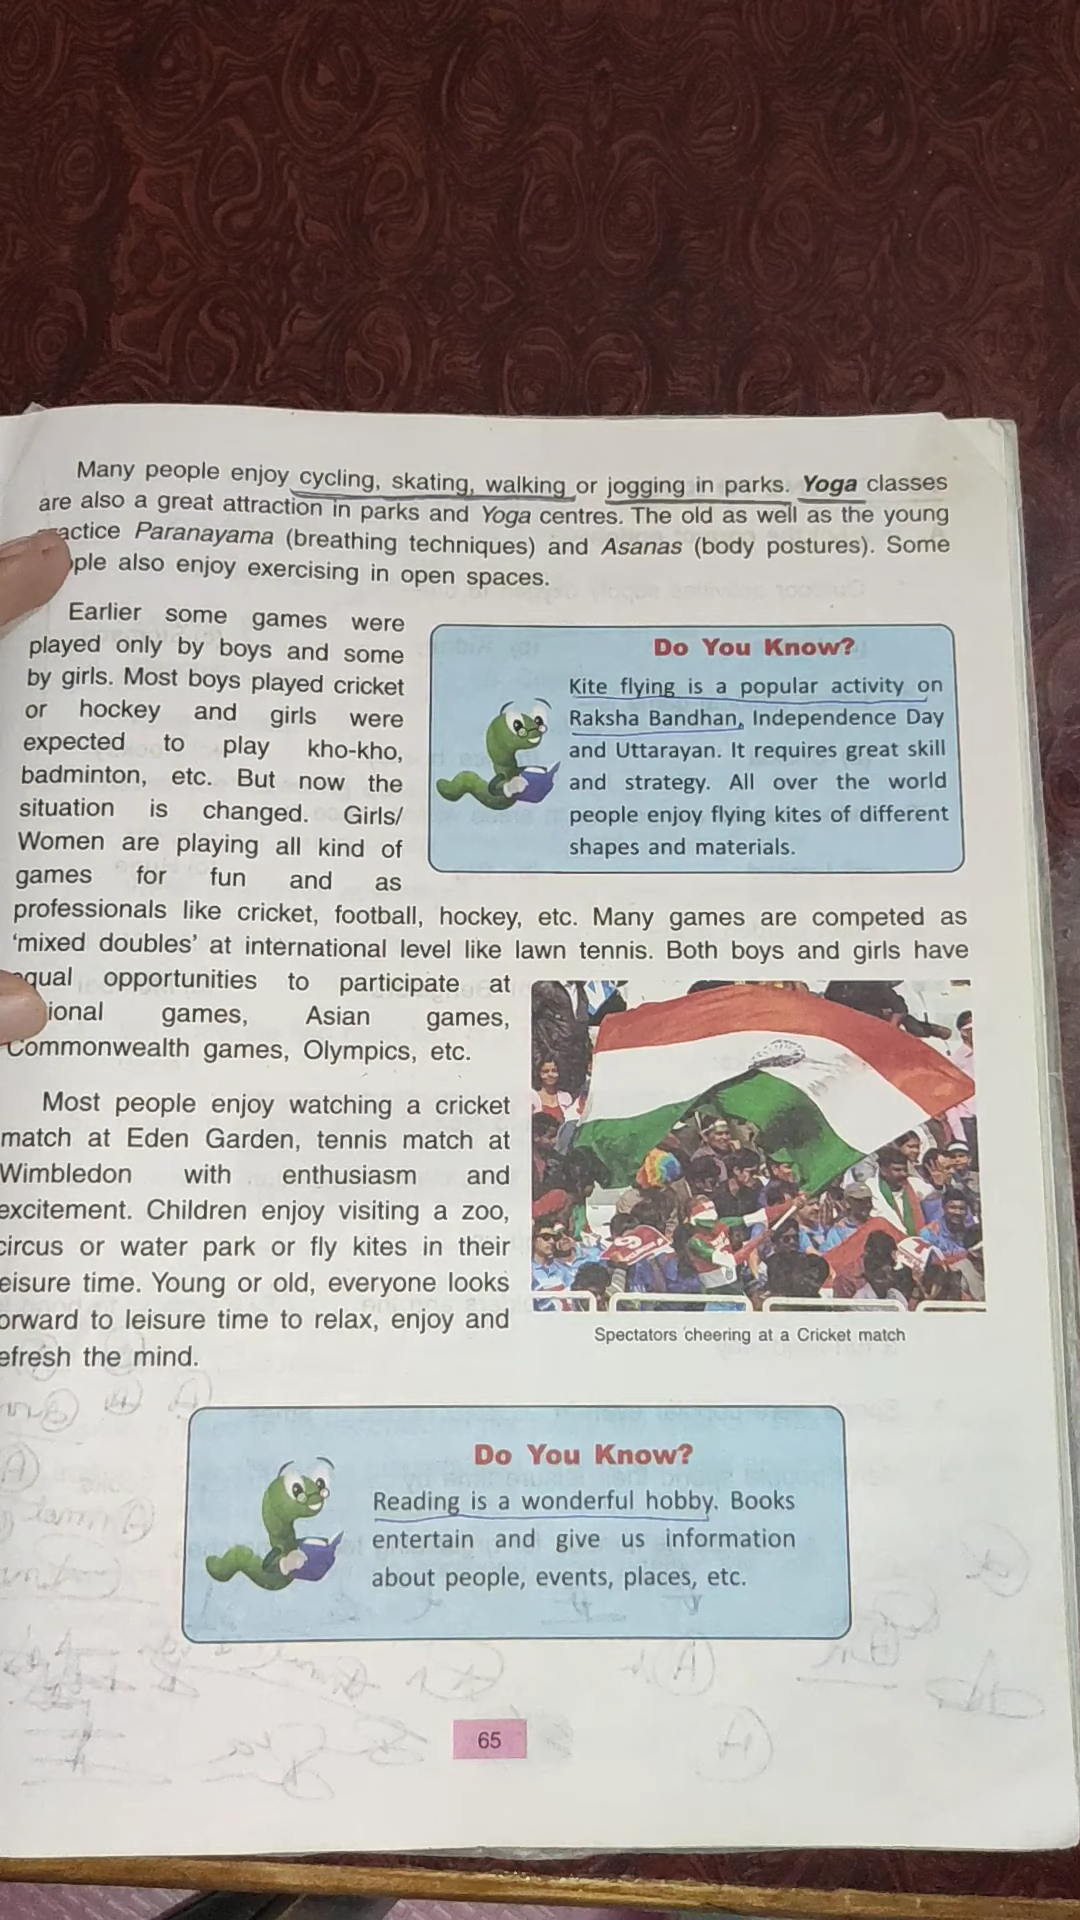 Many people enjoy cycling, skating, walking or jogging in parks. Yoga classes
are also a great attraction in parks and Yoga centres. The old as well as the young
actice Paranayama (breathing techniques) and Asanas (body postures). Some
ple also enjoy exercising in open spaces.
Earlier some games were
played only by boys and some
by girls. Most boys played cricket
or hockey and girls were
expected to play kho-kho,
badminton, etc. But now the
situation is changed. Girls/
Women are playing all kind of
games for fun and as
Do You Know?
Kite flying is a popular activity on
Raksha Bandhan, Independence Day
and Uttarayan. It requires great skill
and strategy. All over the world
people enjoy flying kites of different
shapes and materials.
professionals like cricket, football, hockey, etc. Many games are competed as
‘mixed doubles’ at international level like lawn tennis. Both boys and girls have
qual opportunities to participate at
ional games, Asian games,
Commonwealth games, Olympics, etc.
Most people enjoy watching a cricket
match at Eden Garden, tennis match at
Wimbledon with enthusiasm and
excitement. Children enjoy visiting a zoo,
circus or water park or fly kites in their
eisure time. Young or old, everyone looks
orward to leisure time to relax, enjoy and
efresh the mind.
Spectators cheering at a Cricket match
Do You Know?
Reading is a wonderful hobby. Books
entertain and give us information
about people, events, places, etc.
65